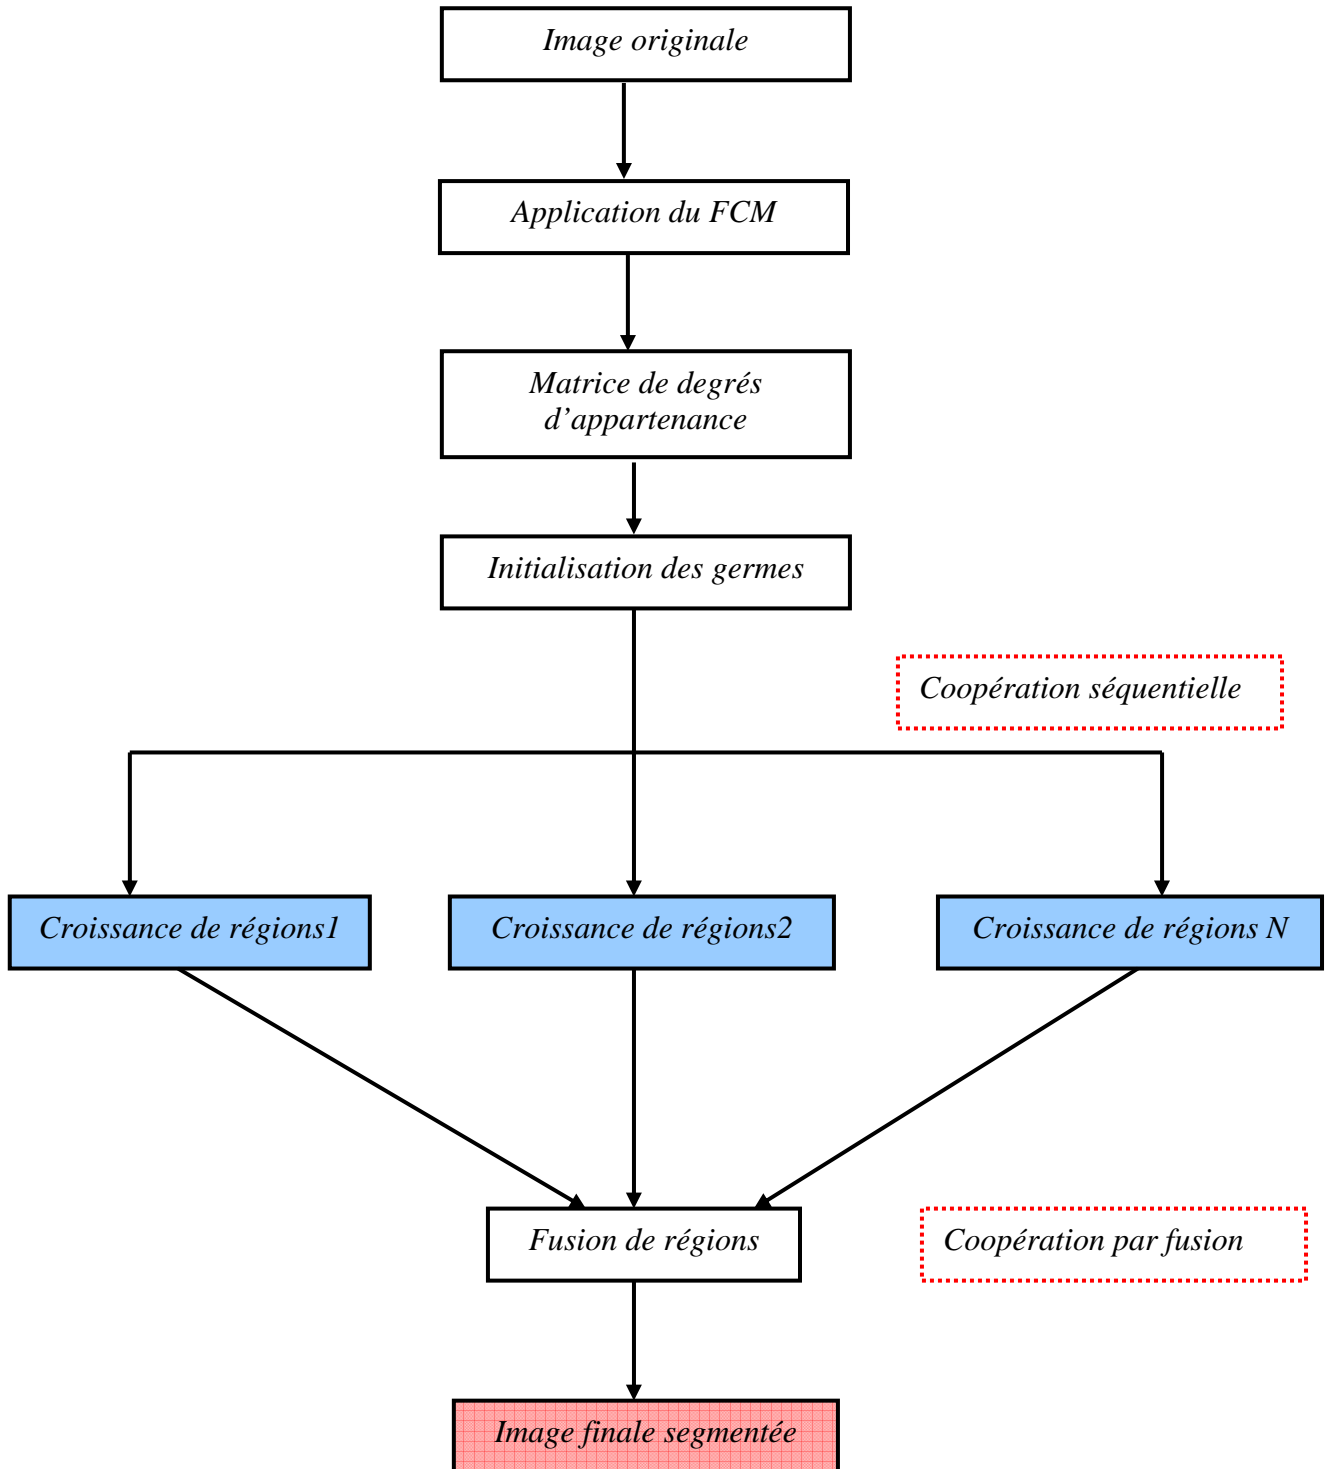 Image originale
Application du FCM
Matrice de degrés
d’appartenance
Initialisation des germes
Coopération séquentielle
Croissance de régions1
Croissance de régions2
Croissance de régions N
Fusion de régions
Coopération par fusion
Image finale segmentée